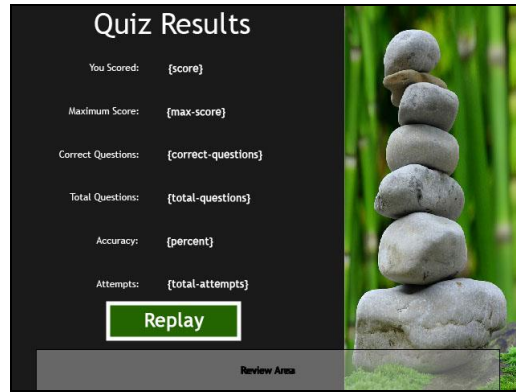 Quiz Results
You Scored: {score}
Maximum Score: {max-score}
Correct Questions: {correct-questions}
Total Questions: {total-questions}
Accuracy: {percent}
Attempts: {total-attempts}
Replay
Review Area